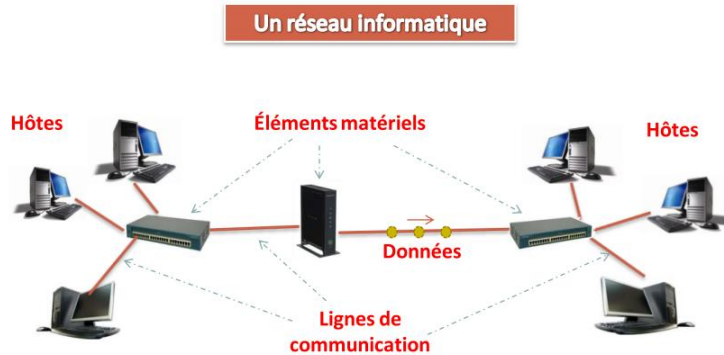 Un réseau informatique
Hôtes
Éléments matériels
Hôtes
Données
Lignes de
communication